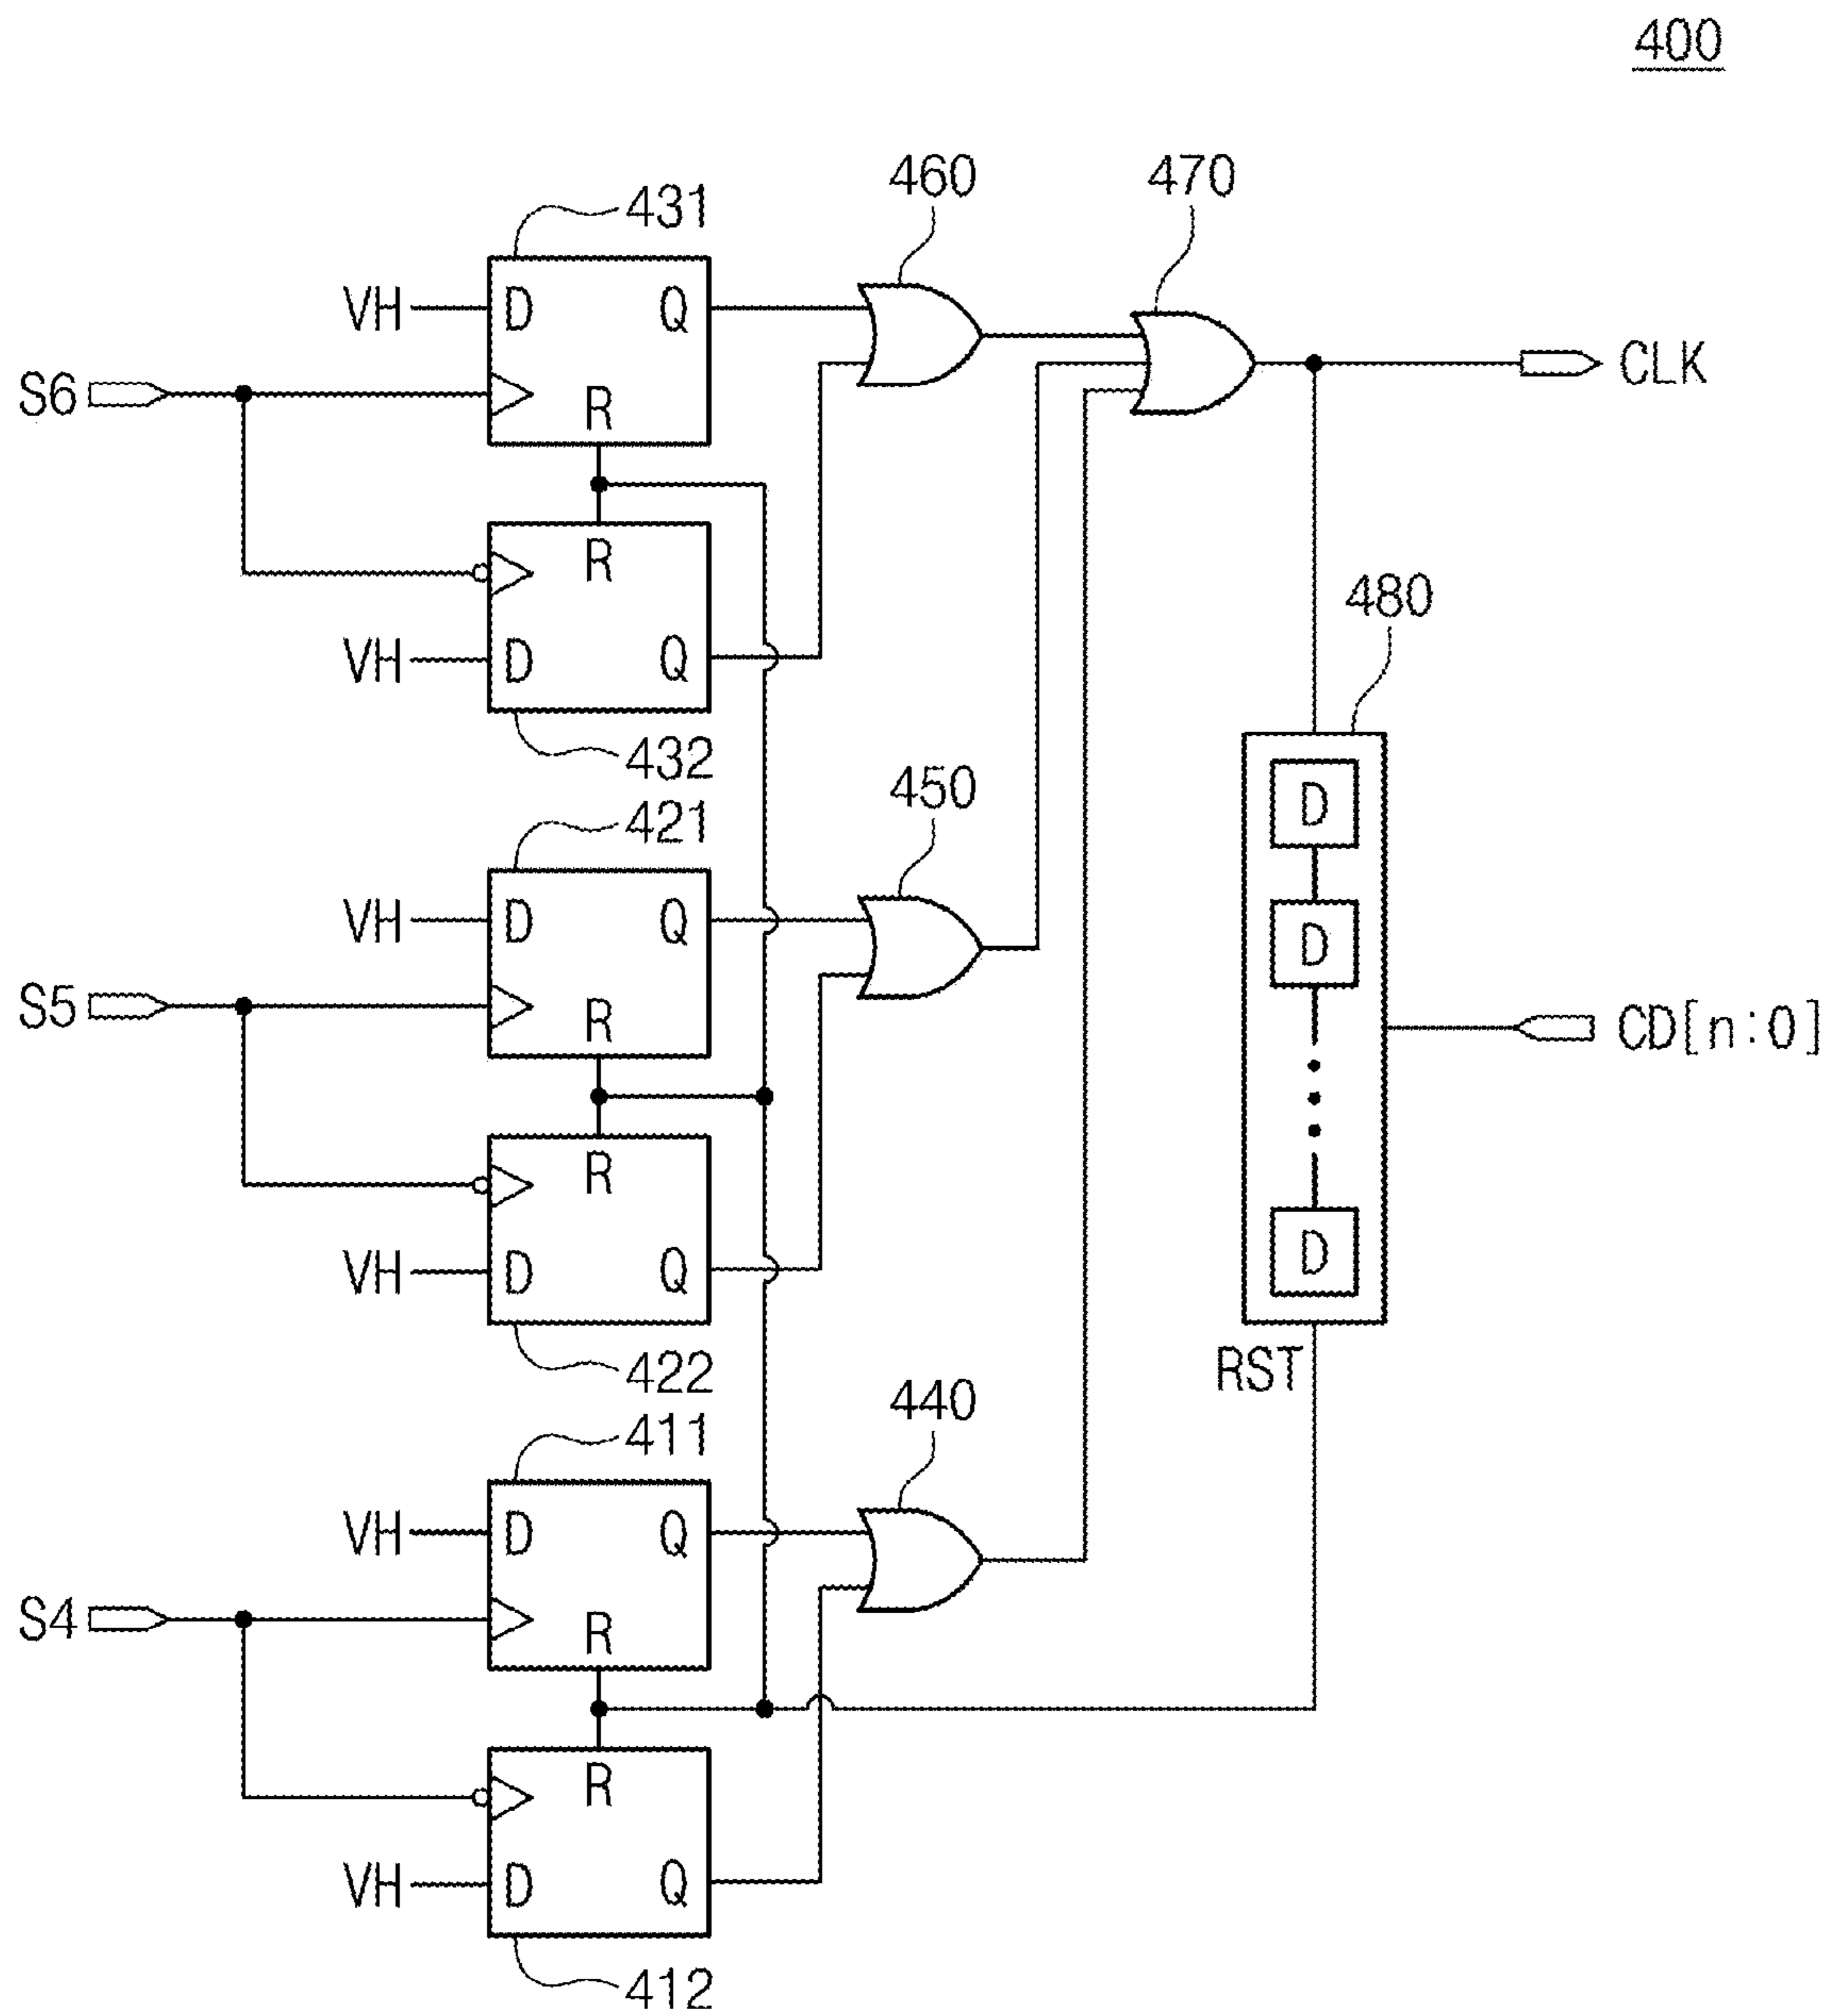 400
460
470
431
VH
D
Q
CLK
S6
R
R
480
VH
D
Q
432
450
421
D
VH
D
Q
D
S5
R
CD[n:0]
R
VH
D
Q
D
422
RST
440
411
VH
D
Q
S4
R
R
VH
D
Q
412